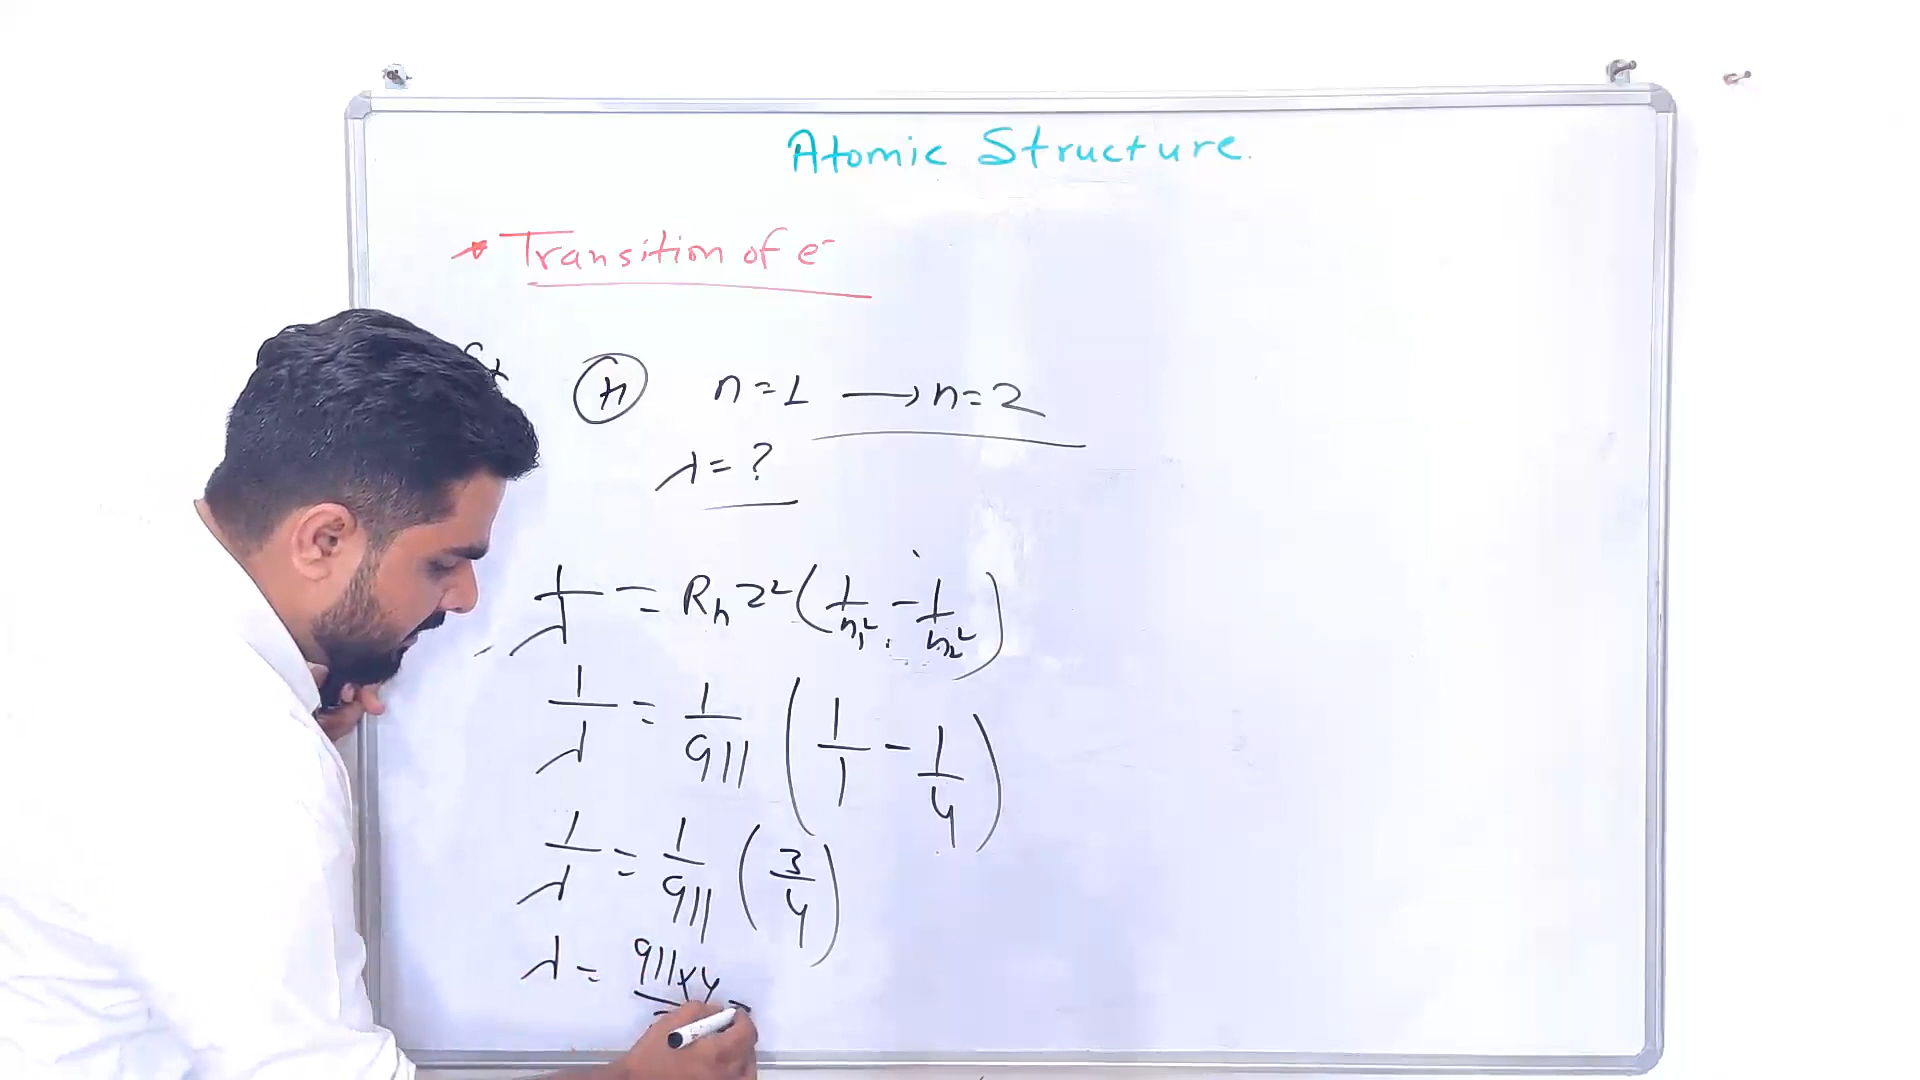 Atomic Structure.
* Transition of e⁻
H n=1 ⟶ n=2
λ = ?
1/λ = Rh z² (1/n₁² - 1/n₂²)
1/λ = 1/911 (1/1 - 1/4)
1/λ = 1/911 (3/4)
λ = 911×4